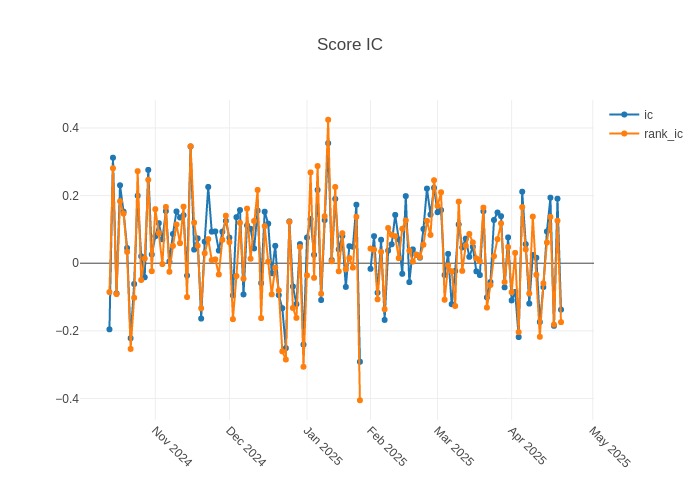 Score IC
ic
rank_ic
0.4
0.2
0
−0.2
−0.4
Nov 2024
Dec 2024
Jan 2025
Feb 2025
Mar 2025
Apr 2025
May 2025